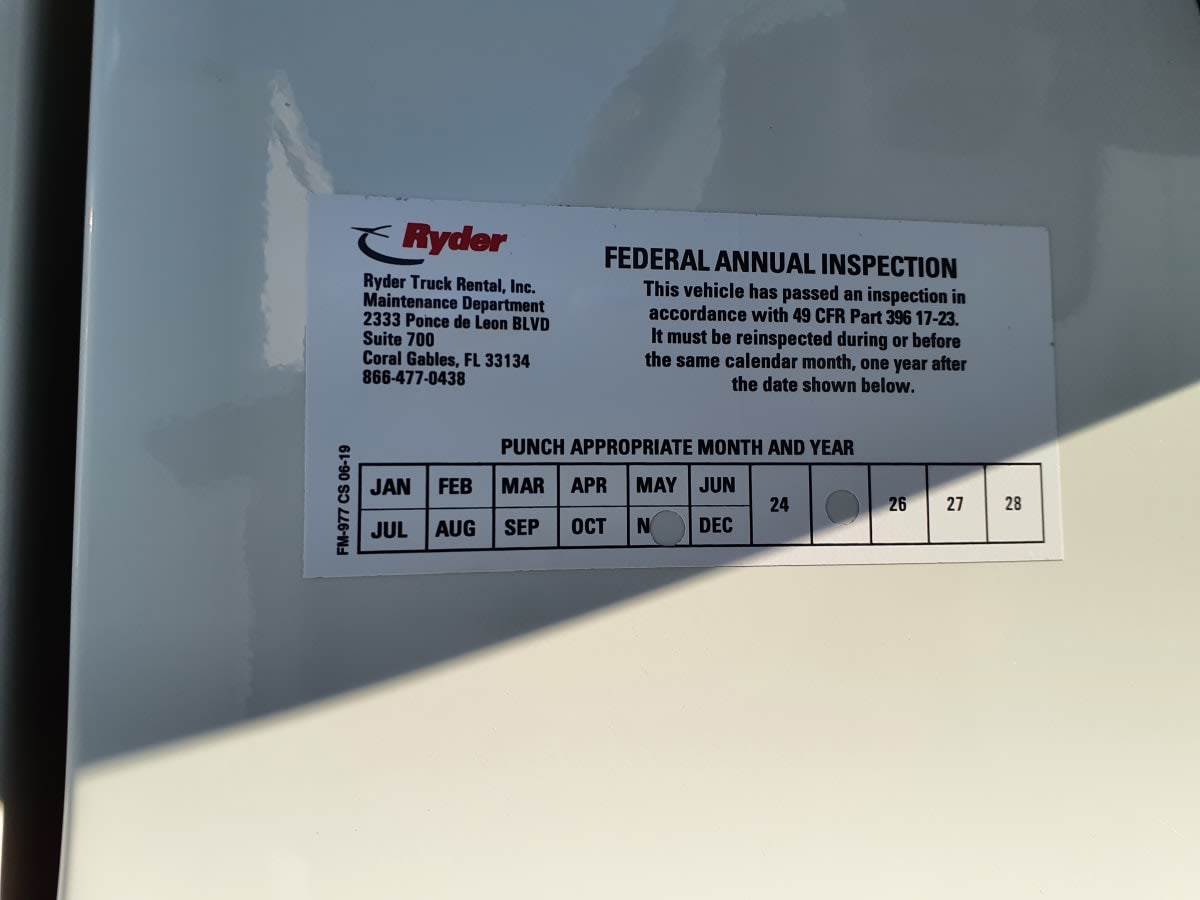 Ryder
Ryder Truck Rental, Inc.
Maintenance Department
2333 Ponce de Leon BLVD
Suite 700
Coral Gables, FL 33134
866-477-0438
FEDERAL ANNUAL INSPECTION
This vehicle has passed an inspection in
accordance with 49 CFR Part 396 17-23.
It must be reinspected during or before
the same calendar month, one year after
the date shown below.
PUNCH APPROPRIATE MONTH AND YEAR
FM-977 CS 06-19
JAN FEB MAR APR MAY JUN
24 26 27 28
JUL AUG SEP OCT N DEC